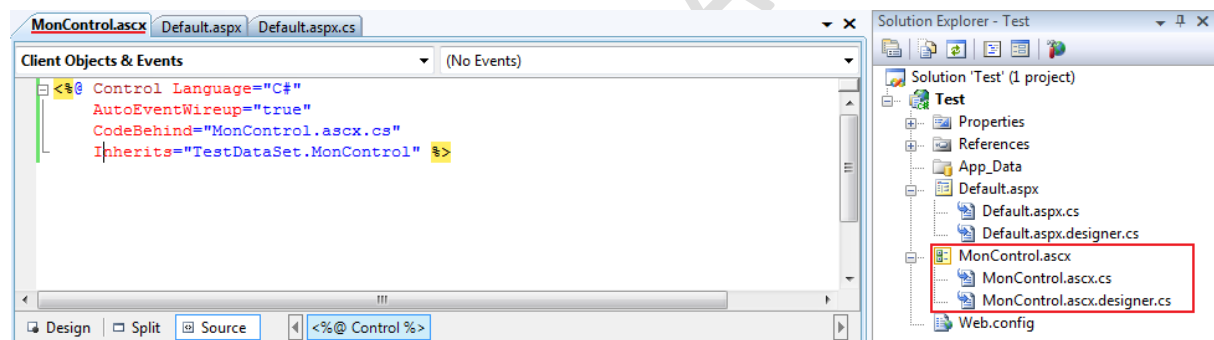 MonControl.ascx Default.aspx Default.aspx.cs
Client Objects & Events (No Events)
<%@ Control Language="C#"
AutoEventWireup="true"
CodeBehind="MonControl.ascx.cs"
Inherits="TestDataSet.MonControl" %>
Design Split Source <%@ Control %>
Solution Explorer - Test
Solution 'Test' (1 project)
Test
Properties
References
App_Data
Default.aspx
Default.aspx.cs
Default.aspx.designer.cs
MonControl.ascx
MonControl.ascx.cs
MonControl.ascx.designer.cs
Web.config